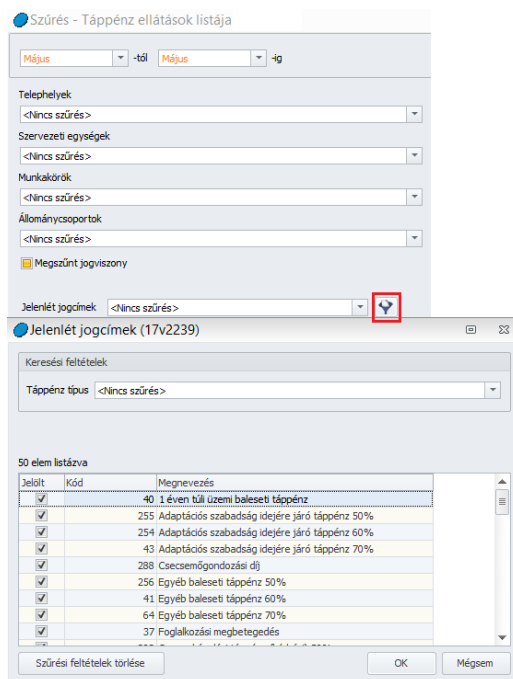 Szűrés - Táppénz ellátások listája
Május -tól Május -ig
Telephelyek
<Nincs szűrés>
Szervezeti egységek
<Nincs szűrés>
Munkakörök
<Nincs szűrés>
Állománycsoportok
<Nincs szűrés>
Megszűnt jogviszony
Jelenlét jogcímek <Nincs szűrés>
Jelenlét jogcímek (17v2239)
Keresési feltételek
Táppénz típus <Nincs szűrés>
50 elem listázva
Jelölt Kód Megnevezés
40 1 éven túli üzemi baleseti táppénz
255 Adaptációs szabadság idejére járó táppénz 50%
254 Adaptációs szabadság idejére járó táppénz 60%
43 Adaptációs szabadság idejére járó táppénz 70%
288 Csecsemőgondozási díj
256 Egyéb baleseti táppénz 50%
41 Egyéb baleseti táppénz 60%
64 Egyéb baleseti táppénz 70%
37 Foglalkozási megbetegedés
Szűrési feltételek törlése OK Mégsem